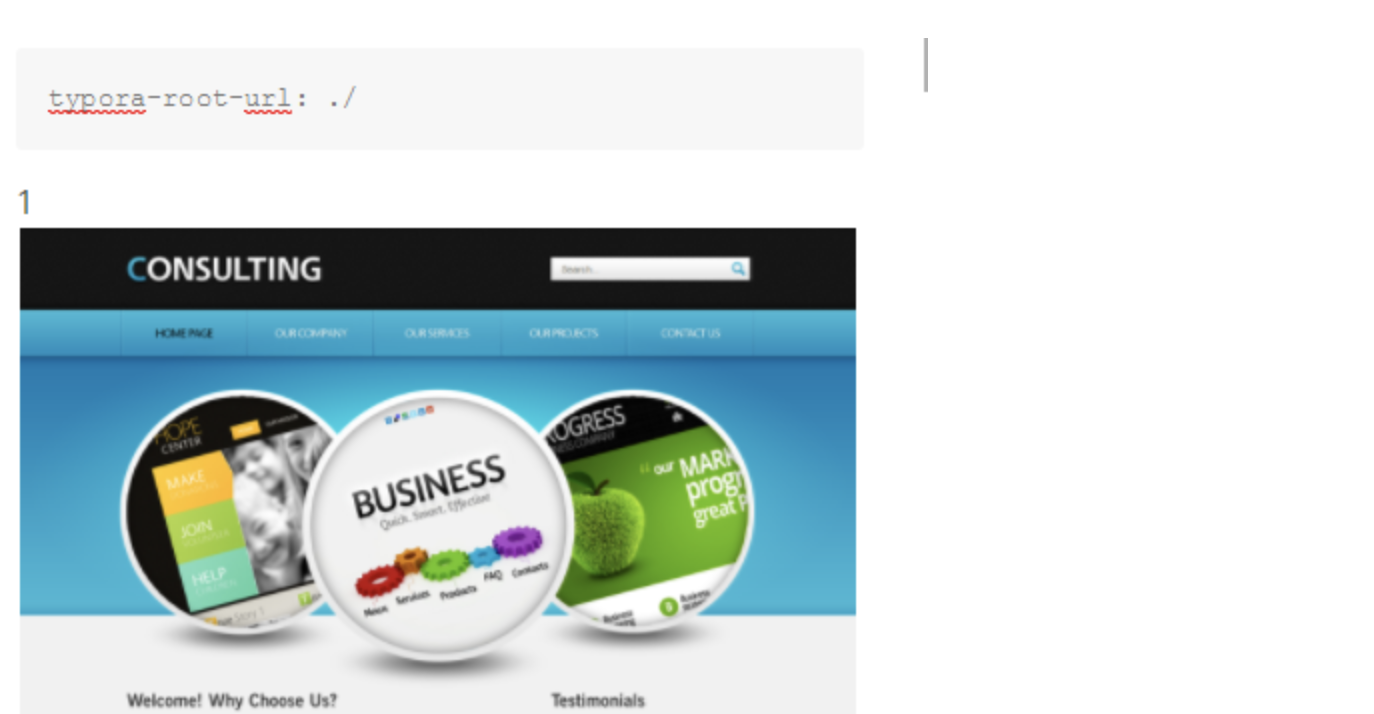 typora-root-url: ./
1
CONSULTING
Search...
HOME PAGE
OUR COMPANY
OUR SERVICES
OUR PROJECTS
CONTACT US
HOPE
CENTER
MAKE
JOIN
HELP
BUSINESS
Quick. Smart. Effective
News
Services
Products
FAQ
Contacts
OGRESS
“ our MARK
progr
great P
Business
Business
Welcome! Why Choose Us?
Testimonials